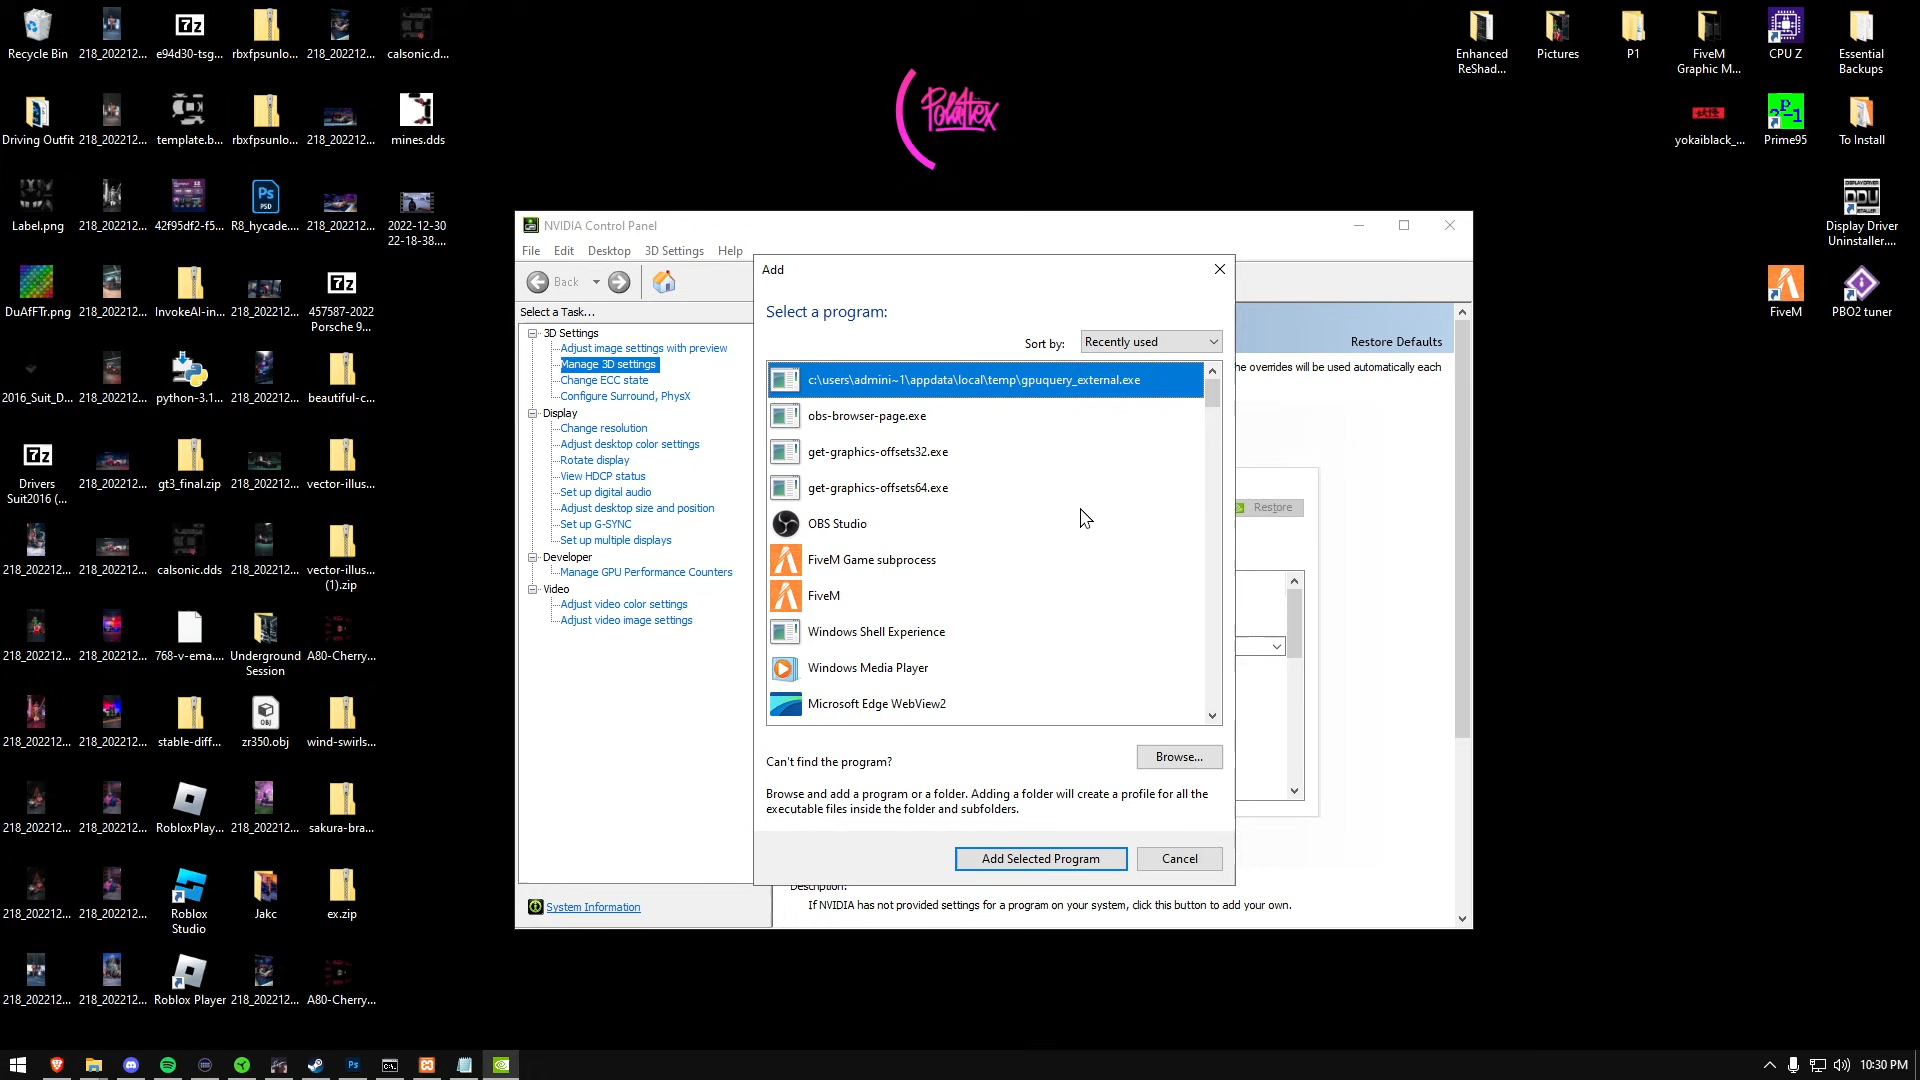 Recycle Bin
218_202212...
e94d30-tsg...
rbxfpsunlo...
218_202212...
calsonic.d...
Driving Outfit
218_202212...
template.b...
rbxfpsunlo...
218_202212...
mines.dds
Label.png
218_202212...
42f95df2-f5...
R8_hycade....
218_202212...
2022-12-30
22-18-38....
DuAfFTr.png
218_202212...
InvokeAI-in...
218_202212...
457587-2022
Porsche 9...
2016_Suit_D...
218_202212...
python-3.1...
218_202212...
beautiful-c...
Drivers
Suit2016 (...
218_202212...
gt3_final.zip
218_202212...
vector-illus...
218_202212...
218_202212...
calsonic.dds
218_202212...
vector-illus...
(1).zip
218_202212...
218_202212...
768-v-ema....
Underground
Session
A80-Cherry...
218_202212...
218_202212...
stable-diff...
zr350.obj
wind-swirls...
218_202212...
218_202212...
RobloxPlay...
218_202212...
sakura-bra...
218_202212...
218_202212...
Roblox
Studio
Jakc
ex.zip
218_202212...
218_202212...
Roblox Player
218_202212...
A80-Cherry...
Polattex
Enhanced
ReShad...
Pictures
P1
FiveM
Graphic M...
CPU Z
Essential
Backups
yokaiblack_...
Prime95
To Install
Display Driver
Uninstaller....
FiveM
PBO2 tuner
NVIDIA Control Panel
File
Edit
Desktop
3D Settings
Help
Back
Select a Task...
3D Settings
Adjust image settings with preview
Manage 3D settings
Change ECC state
Configure Surround, PhysX
Display
Change resolution
Adjust desktop color settings
Rotate display
View HDCP status
Set up digital audio
Adjust desktop size and position
Set up G-SYNC
Set up multiple displays
Developer
Manage GPU Performance Counters
Video
Adjust video color settings
Adjust video image settings
System Information
Restore Defaults
he overrides will be used automatically each
Restore
Description:
If NVIDIA has not provided settings for a program on your system, click this button to add your own.
Add
Select a program:
Sort by:
Recently used
c:\users\admini~1\appdata\local\temp\gpuquery_external.exe
obs-browser-page.exe
get-graphics-offsets32.exe
get-graphics-offsets64.exe
OBS Studio
FiveM Game subprocess
FiveM
Windows Shell Experience
Windows Media Player
Microsoft Edge WebView2
Can't find the program?
Browse...
Browse and add a program or a folder. Adding a folder will create a profile for all the
executable files inside the folder and subfolders.
Add Selected Program
Cancel
10:30 PM